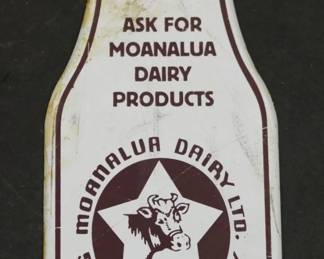 ASK FOR
MOANALUA
DAIRY
PRODUCTS
MOANALUA DAIRY LTD.